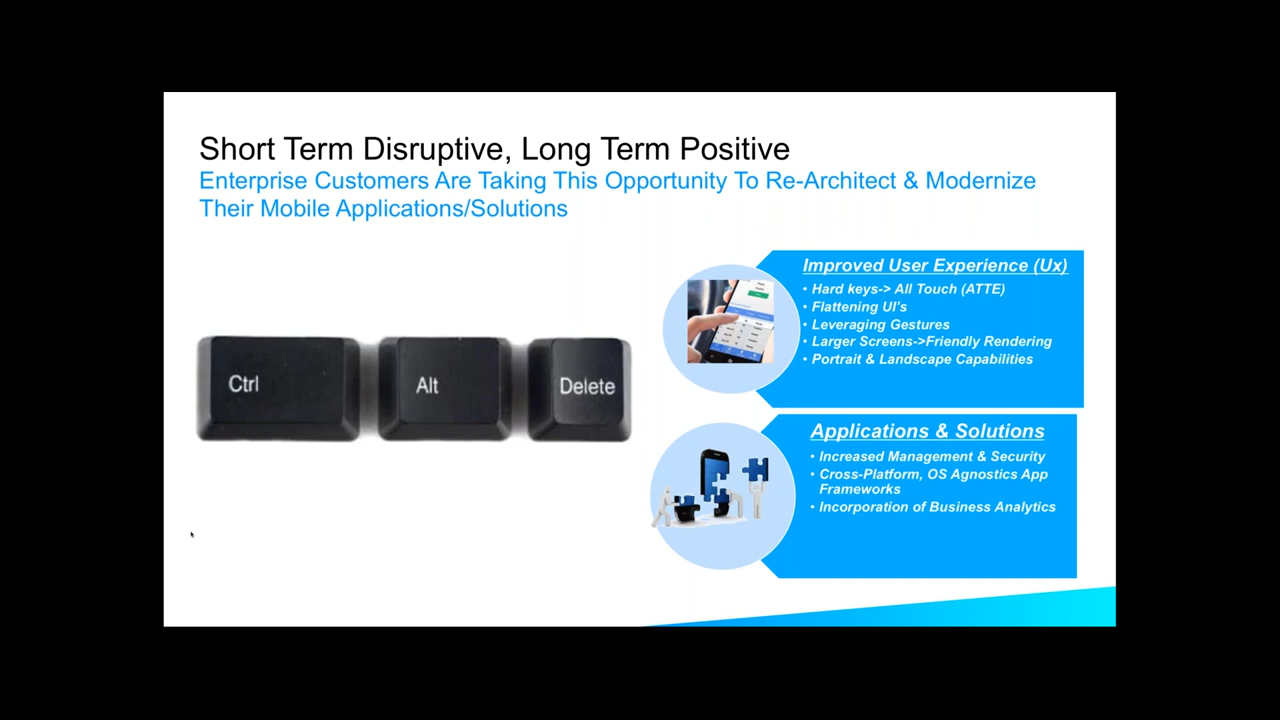 Short Term Disruptive, Long Term Positive
Enterprise Customers Are Taking This Opportunity To Re-Architect & Modernize
Their Mobile Applications/Solutions
Ctrl
Alt
Delete
Improved User Experience (Ux)
• Hard keys-> All Touch (ATTE)
• Flattening UI's
• Leveraging Gestures
• Larger Screens->Friendly Rendering
• Portrait & Landscape Capabilities
Applications & Solutions
• Increased Management & Security
• Cross-Platform, OS Agnostics App
Frameworks
• Incorporation of Business Analytics